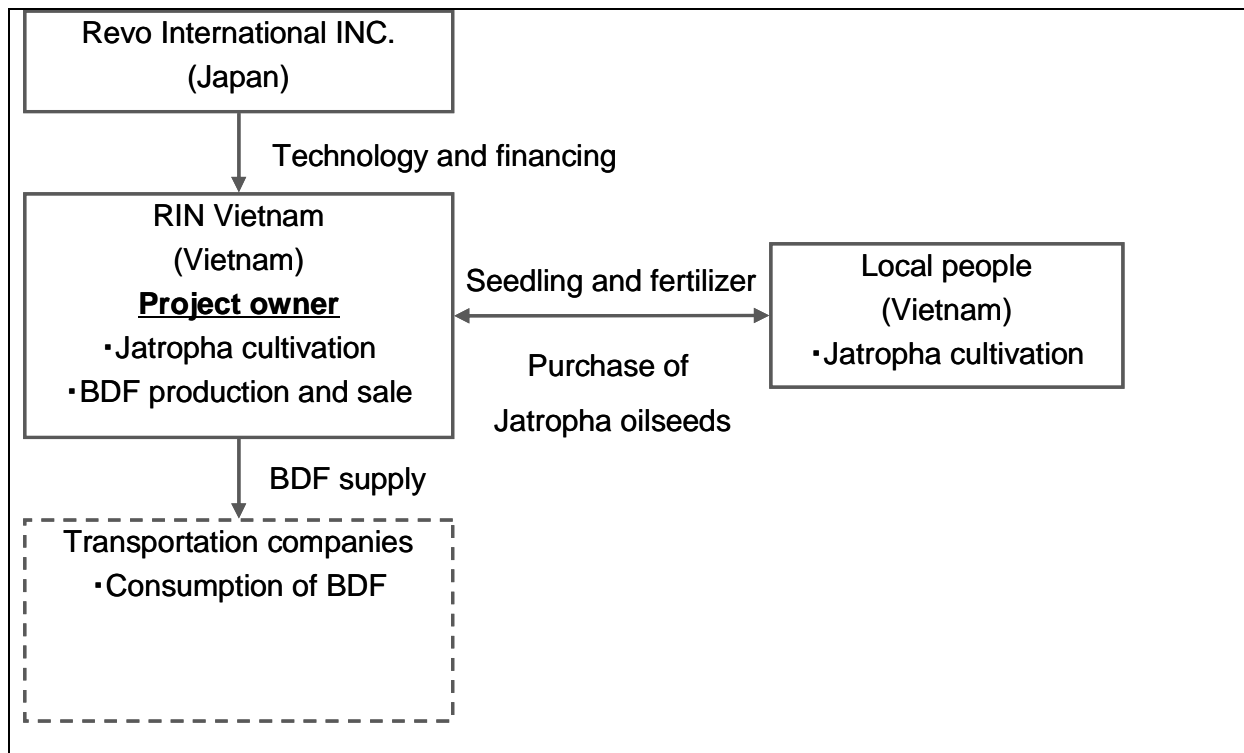 Revo International INC.
(Japan)
Technology and financing
RIN Vietnam
(Vietnam)
Project owner
・Jatropha cultivation
・BDF production and sale
Seedling and fertilizer
Purchase of
Jatropha oilseeds
Local people
(Vietnam)
・Jatropha cultivation
BDF supply
Transportation companies
・Consumption of BDF